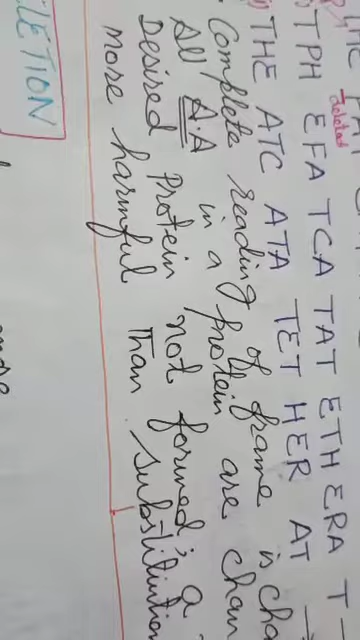 deleted
TPH EFA TCA TAT ETH ERA T
THE ATC ATA TET HER AT →
Complete reading of frame is
All A.A in a protein are
Desired Protein not formed is a
more harmful than substitution
LETION